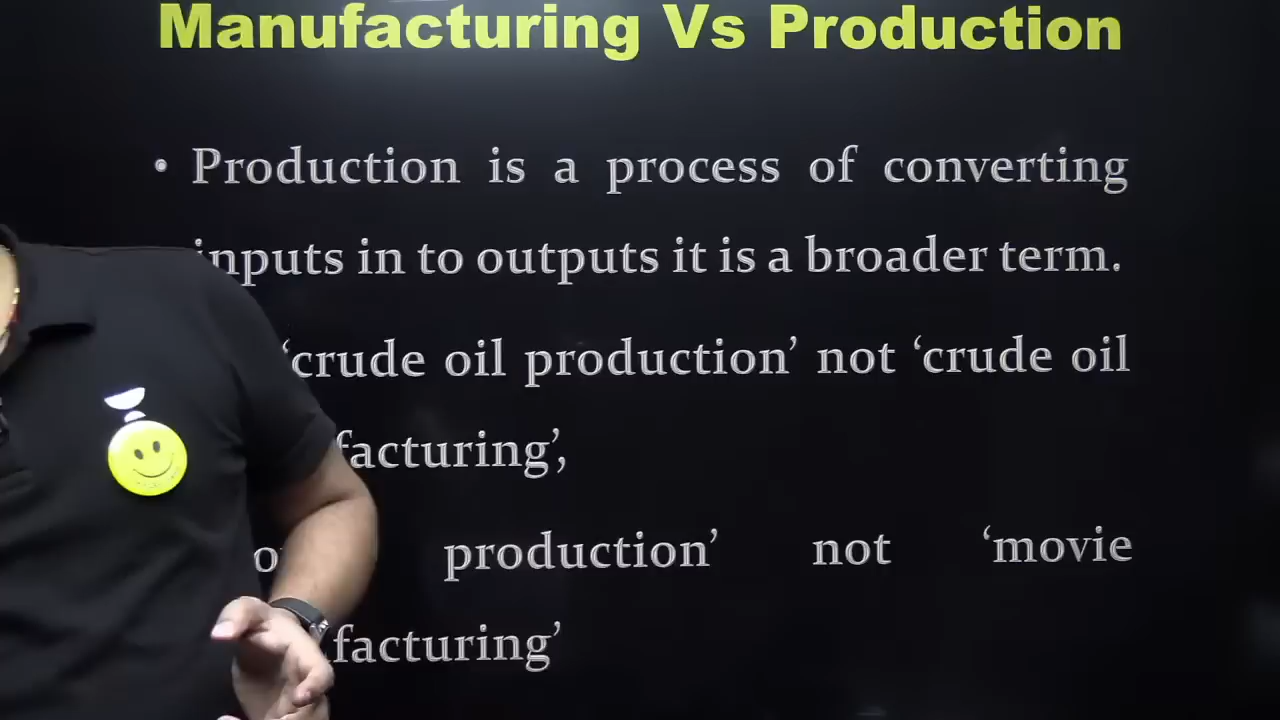 Manufacturing Vs Production
• Production is a process of converting
inputs in to outputs it is a broader term.
‘crude oil production’ not ‘crude oil
facturing’,
production’ not ‘movie
facturing’